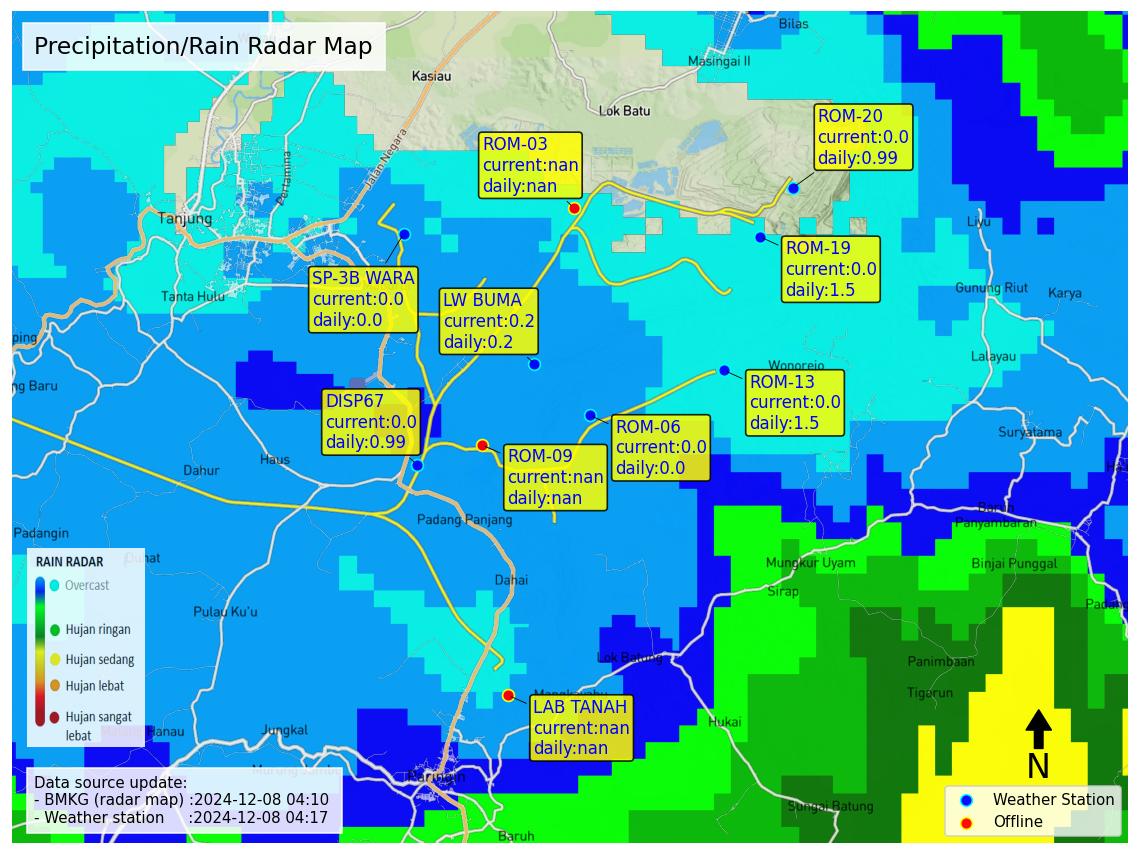 Precipitation/Rain Radar Map
Bilas
Masingai II
Kasiau
Lok Batu
ROM-20
current:0.0
daily:0.99
ROM-03
current:nan
daily:nan
Jalan Negara
Pertamina
Tanjung
Liyu
ROM-19
current:0.0
daily:1.5
SP-3B WARA
current:0.0
daily:0.0
LW BUMA
current:0.2
daily:0.2
Tanta Hulu
Gunung Riut
Karya
ping
Lalayau
Wonorejo
ng Baru
ROM-13
current:0.0
daily:1.5
DISP67
current:0.0
daily:0.99
ROM-06
current:0.0
daily:0.0
Suryatama
ROM-09
current:nan
daily:nan
Haus
Dahur
Padang Panjang
Baruh
Panyambaran
Padangin
Mungkur Uyam
Binjai Punggal
Dahai
Sirap
Pulau Ku'u
Padang
RAIN RADAR
Overcast
Hujan ringan
Hujan sedang
Hujan lebat
Hujan sangat
lebat
Lok Batung
Panimbaan
Tigarun
LAB TANAH
current:nan
daily:nan
Hukai
Jungkal
Hanau
Paringin
N
Data source update:
- BMKG (radar map) :2024-12-08 04:10
- Weather station :2024-12-08 04:17
Sungai Batung
Baruh
Weather Station
Offline